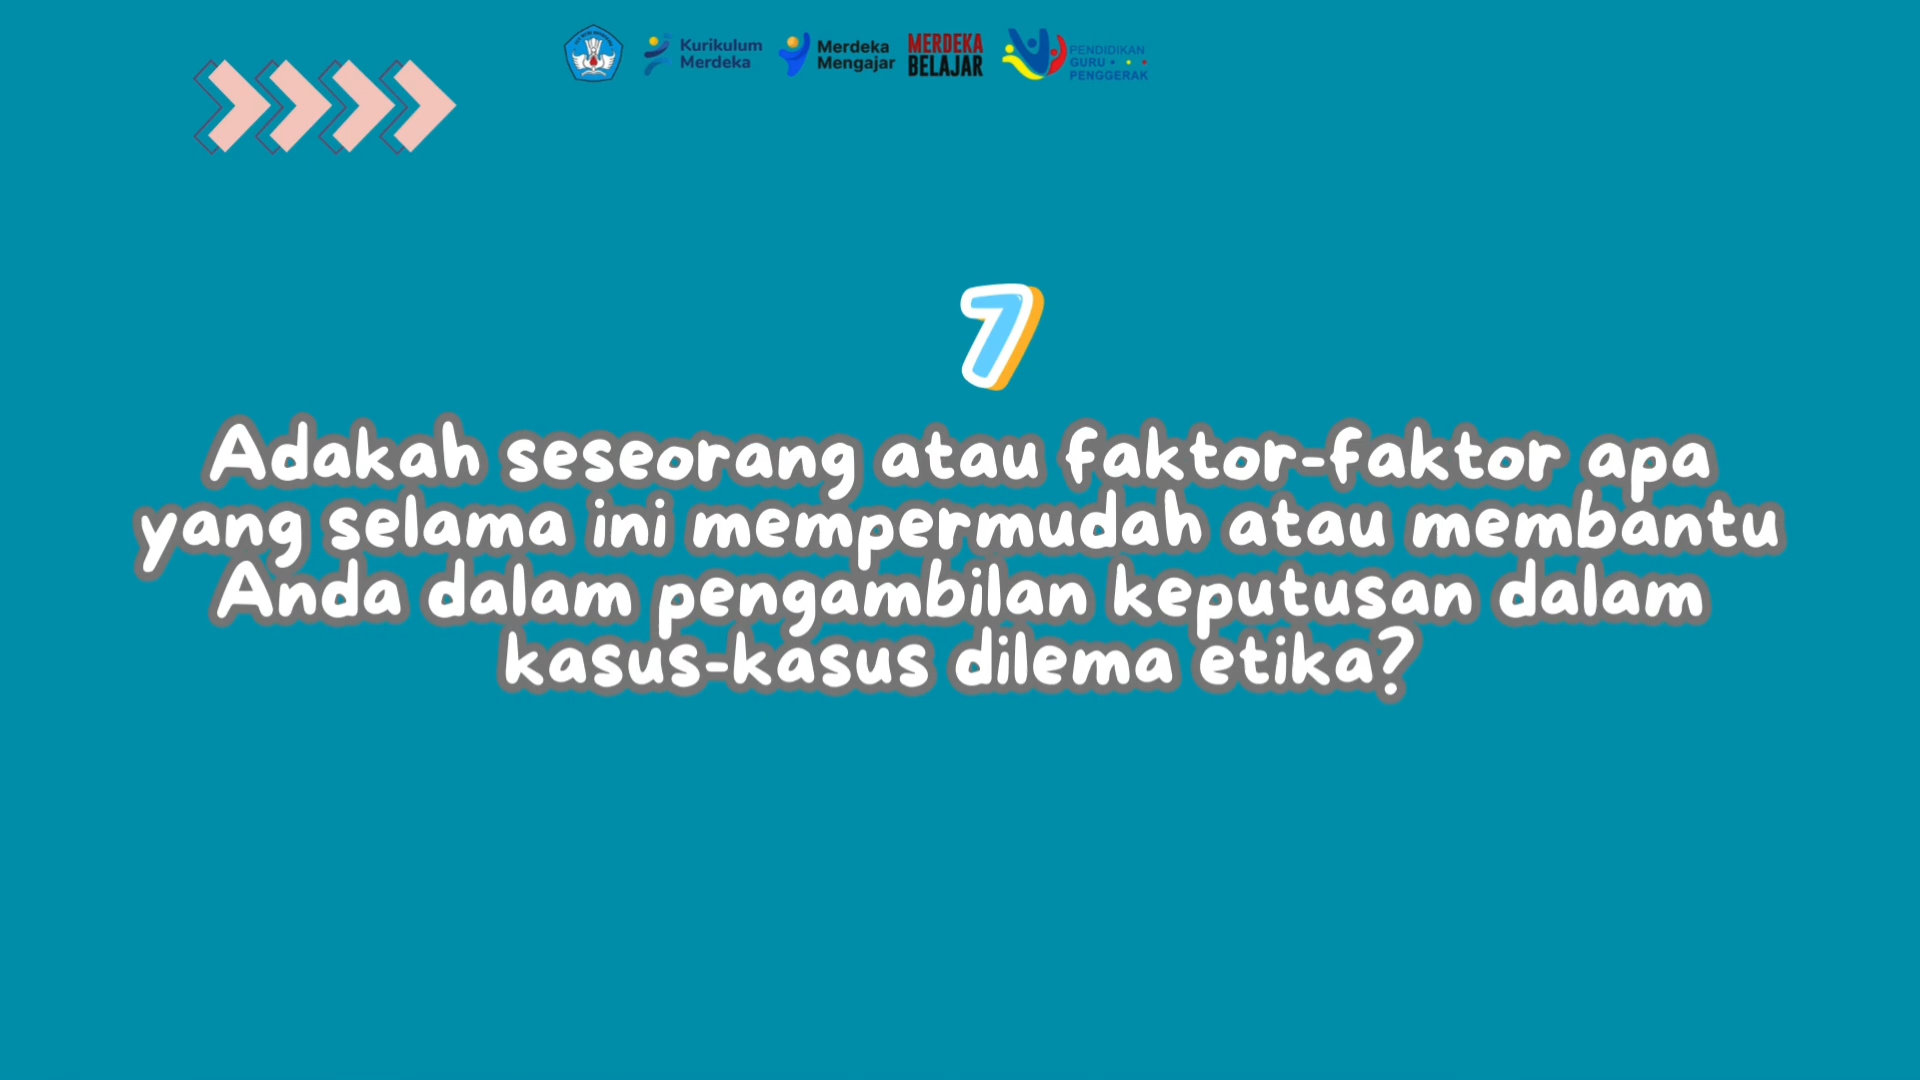 Kurikulum
Merdeka
Merdeka
Mengajar
MERDEKA
BELAJAR
PENDIDIKAN
GURU
PENGGERAK
7
Adakah seseorang atau faktor-faktor apa
yang selama ini mempermudah atau membantu
Anda dalam pengambilan keputusan dalam
kasus-kasus dilema etika?